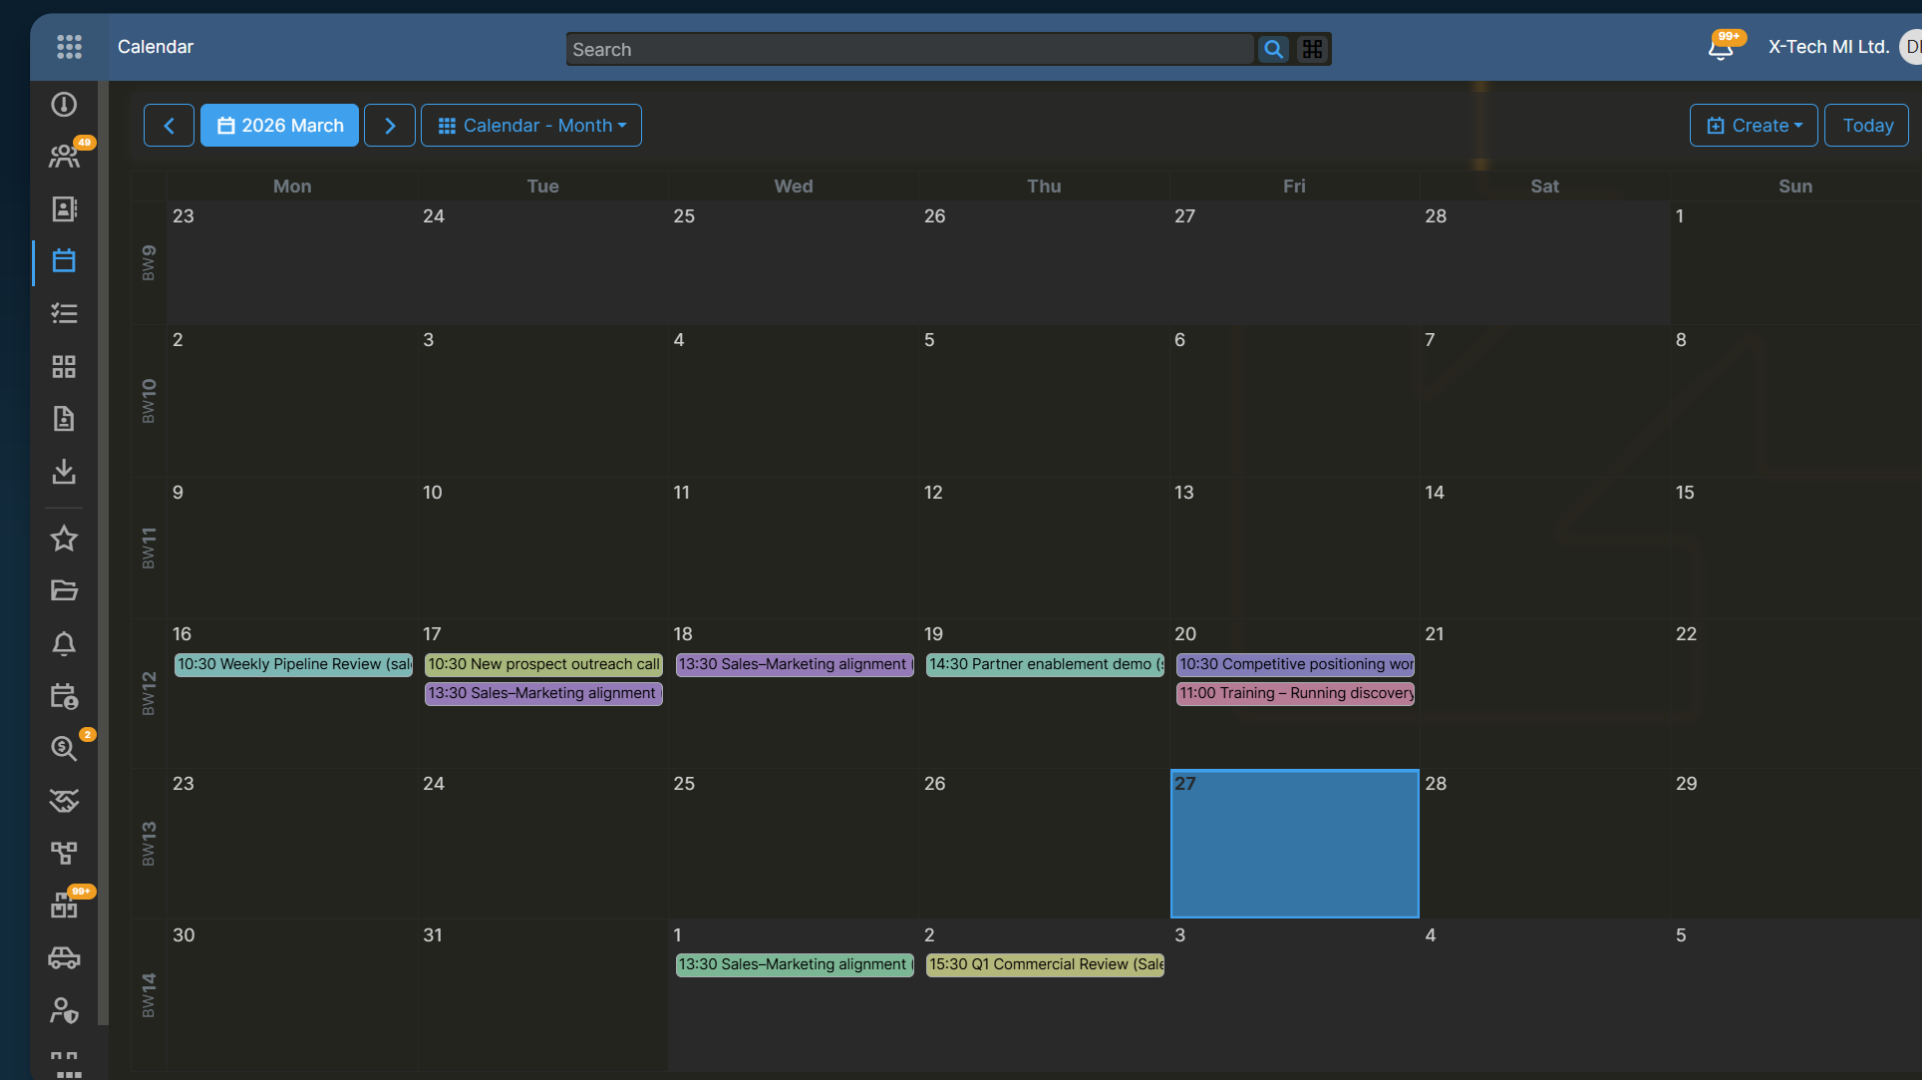 Calendar
Search
99+
X-Tech MI Ltd.
2026 March
Calendar - Month
Create
Today
49
2
99+
Mon Tue Wed Thu Fri Sat Sun
BW9
23 24 25 26 27 28 1
BW10
2 3 4 5 6 7 8
BW11
9 10 11 12 13 14 15
BW12
16 17 18 19 20 21 22
10:30 Weekly Pipeline Review
10:30 New prospect outreach call
13:30 Sales–Marketing alignment
13:30 Sales–Marketing alignment
14:30 Partner enablement demo
10:30 Competitive positioning
11:00 Training – Running discovery
BW13
23 24 25 26 27 28 29
BW14
30 31 1 2 3 4 5
13:30 Sales–Marketing alignment
15:30 Q1 Commercial Review